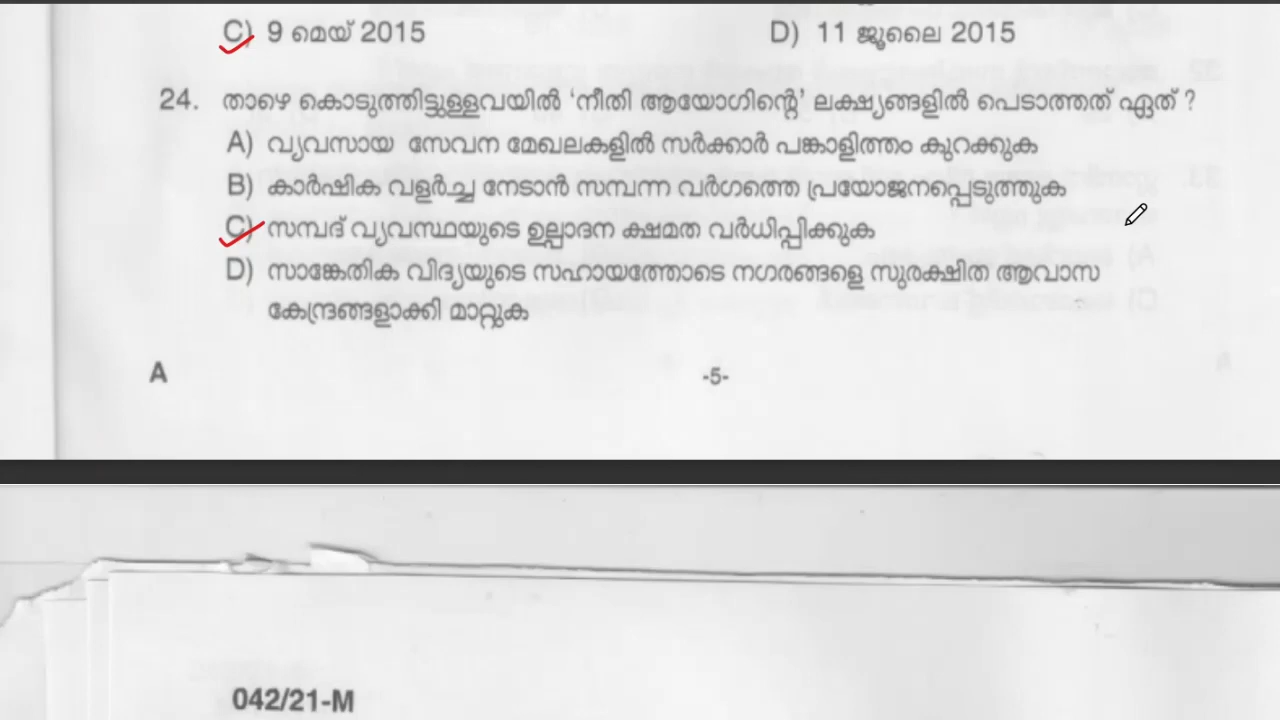 C) 9 മെയ് 2015 D) 11 ജൂലൈ 2015
24. താഴെ കൊടുത്തിട്ടുള്ളവയിൽ ‘നീതി ആയോഗിന്റെ’ ലക്ഷ്യങ്ങളിൽ പെടാത്തത് ഏത് ?
A) വ്യവസായ സേവന മേഖലകളിൽ സർക്കാർ പങ്കാളിത്തം കുറക്കുക
B) കാർഷിക വളർച്ച നേടാൻ സമ്പന്ന വർഗത്തെ പ്രയോജനപ്പെടുത്തുക
C) സമ്പദ് വ്യവസ്ഥയുടെ ഉല്പാദന ക്ഷമത വർധിപ്പിക്കുക
D) സാങ്കേതിക വിദ്യയുടെ സഹായത്തോടെ നഗരങ്ങളെ സുരക്ഷിത ആവാസ
കേന്ദ്രങ്ങളാക്കി മാറ്റുക
A -5-
042/21-M